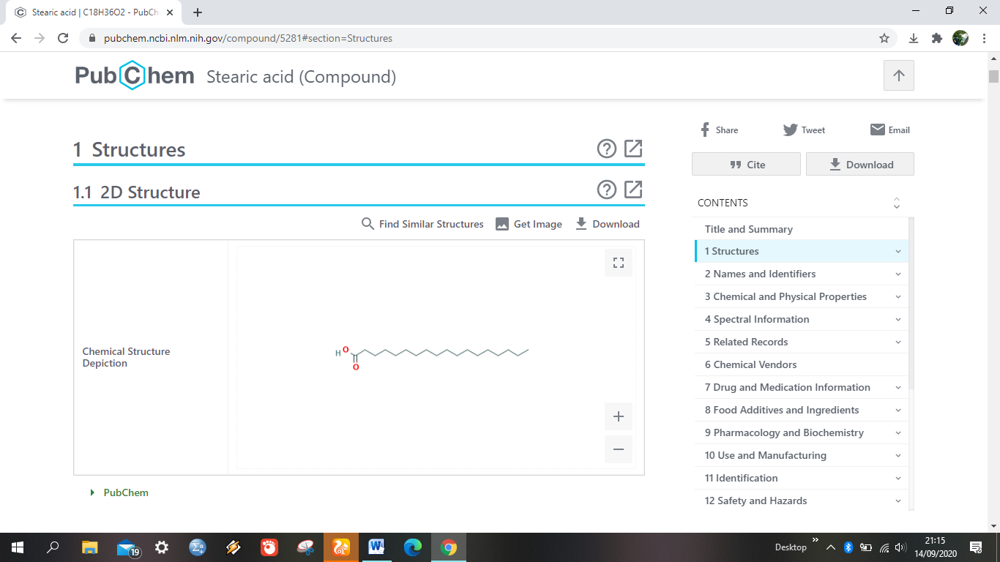 Stearic acid | C18H36O2 - PubCh
pubchem.ncbi.nlm.nih.gov/compound/5281#section=Structures
PubChem Stearic acid (Compound)
Share Tweet Email
1 Structures
Cite Download
1.1 2D Structure
CONTENTS
Find Similar Structures Get Image Download
Title and Summary
1 Structures
2 Names and Identifiers
3 Chemical and Physical Properties
4 Spectral Information
5 Related Records
6 Chemical Vendors
7 Drug and Medication Information
8 Food Additives and Ingredients
9 Pharmacology and Biochemistry
10 Use and Manufacturing
11 Identification
12 Safety and Hazards
Chemical Structure
Depiction
H O
O
PubChem
19
Desktop
21:15
14/09/2020